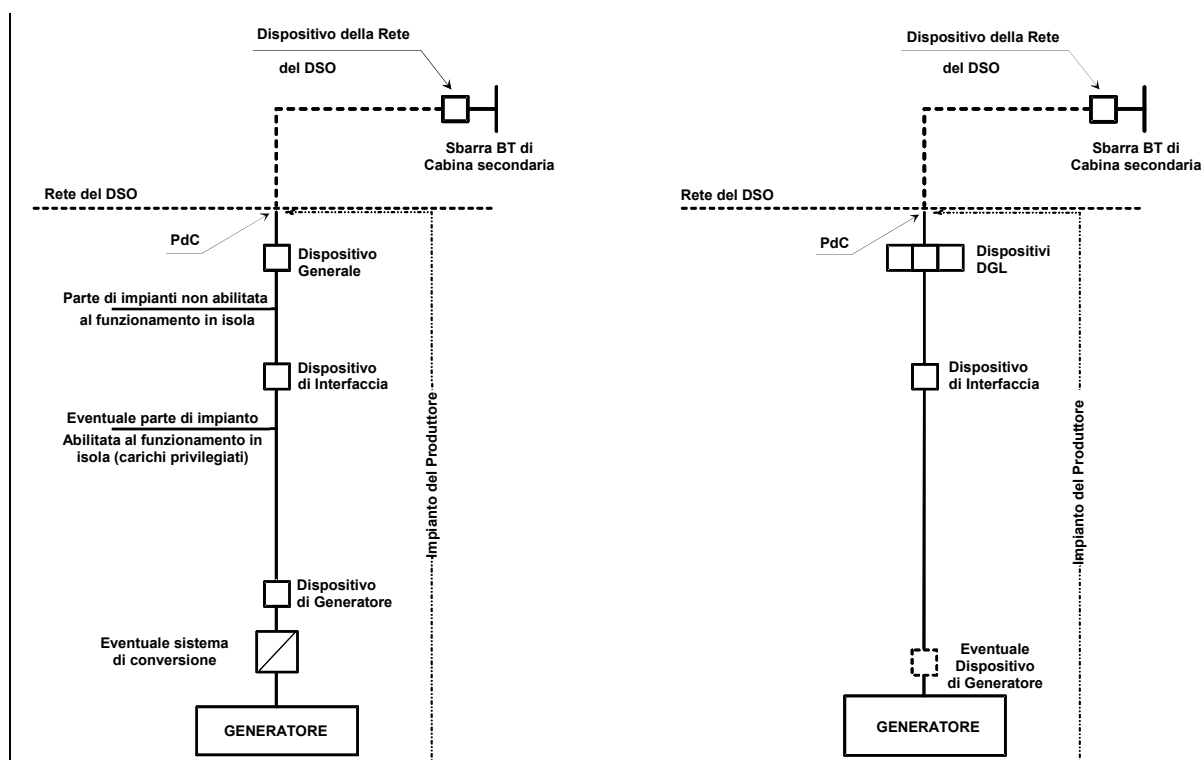 Dispositivo della Rete
del DSO
Sbarra BT di
Cabina secondaria
Rete del DSO
PdC
Dispositivo
Generale
Parte di impianti non abilitata
al funzionamento in isola
Dispositivo
di Interfaccia
Eventuale parte di impianto
Abilitata al funzionamento in
isola (carichi privilegiati)
Impianto del Produttore
Dispositivo
di Generatore
Eventuale sistema
di conversione
GENERATORE
Dispositivo della Rete
del DSO
Sbarra BT di
Cabina secondaria
Rete del DSO
PdC
Dispositivi
DGL
Dispositivo
di Interfaccia
Impianto del Produttore
Eventuale
Dispositivo
di Generatore
GENERATORE